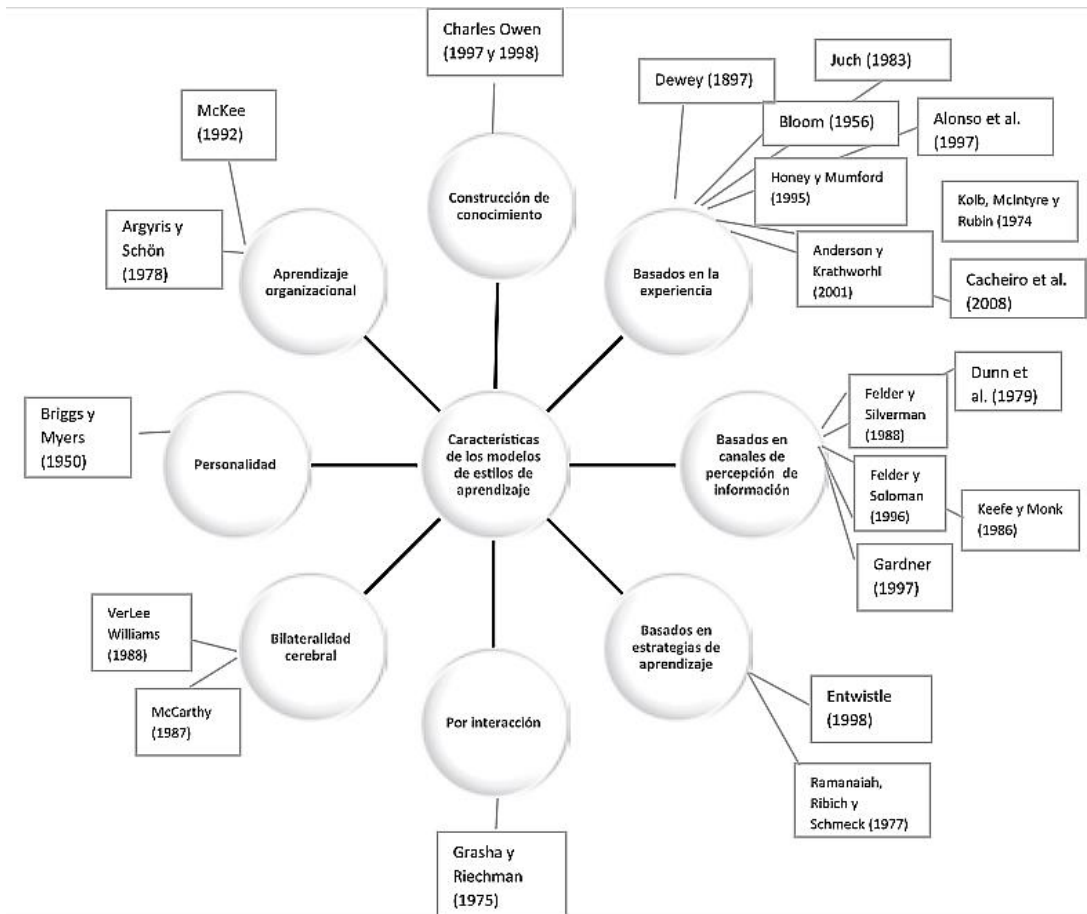 Charles Owen
(1997 y 1998)
McKee
(1992)
Argyris y
Schön
(1978)
Dewey (1897)
Juch (1983)
Bloom (1956)
Alonso et al.
(1997)
Honey y Mumford
(1995)
Kolb, McIntyre y
Rubin (1974
Anderson y
Krathworhl
(2001)
Cacheiro et al.
(2008)
Construcción de
conocimiento
Aprendizaje
organizacional
Basados en la
experiencia
Briggs y
Myers
(1950)
Personalidad
Características
de los modelos
de estilos de
aprendizaje
Basados en
canales de
percepción de
información
Felder y
Silverman
(1988)
Dunn et
al. (1979)
Felder y
Soloman
(1996)
Keefe y Monk
(1986)
Gardner
(1997)
VerLee
Williams
(1988)
McCarthy
(1987)
Bilateralidad
cerebral
Por interacción
Basados en
estrategias de
aprendizaje
Entwistle
(1998)
Ramanaiah,
Ribich y
Schmeck (1977)
Grasha y
Riechman
(1975)